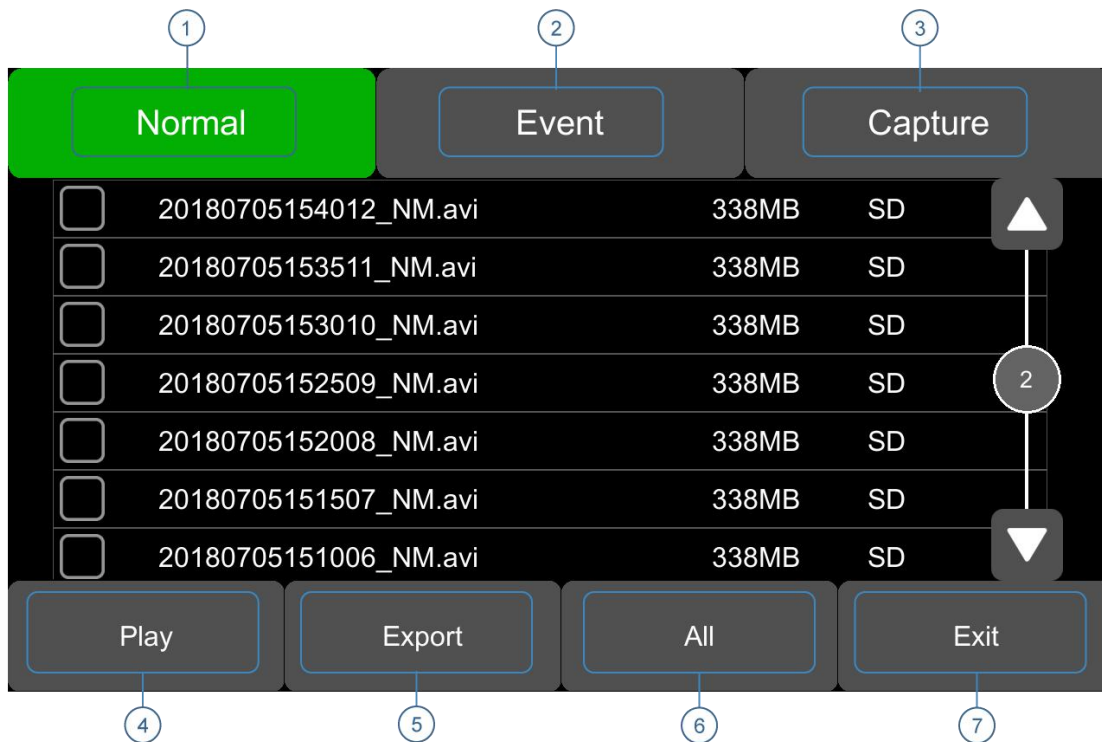 1 2 3
Normal Event Capture
20180705154012_NM.avi 338MB SD
20180705153511_NM.avi 338MB SD
20180705153010_NM.avi 338MB SD
20180705152509_NM.avi 338MB SD
2
20180705152008_NM.avi 338MB SD
20180705151507_NM.avi 338MB SD
20180705151006_NM.avi 338MB SD
Play Export All Exit
4 5 6 7